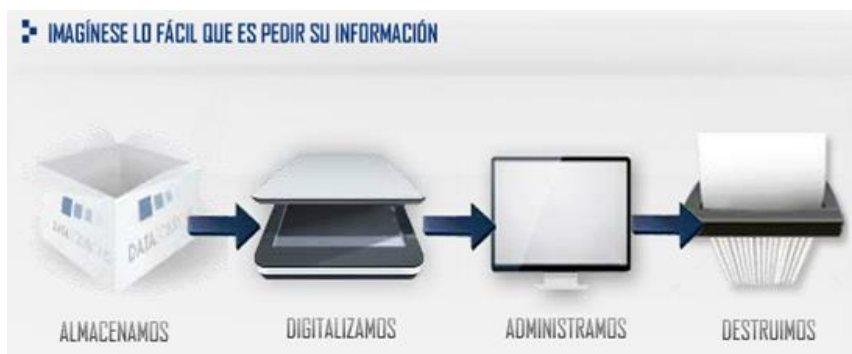 IMAGÍNESE LO FÁCIL QUE ES PEDIR SU INFORMACIÓN
ALMACENAMOS
DIGITALIZAMOS
ADMINISTRAMOS
DESTRUIMOS